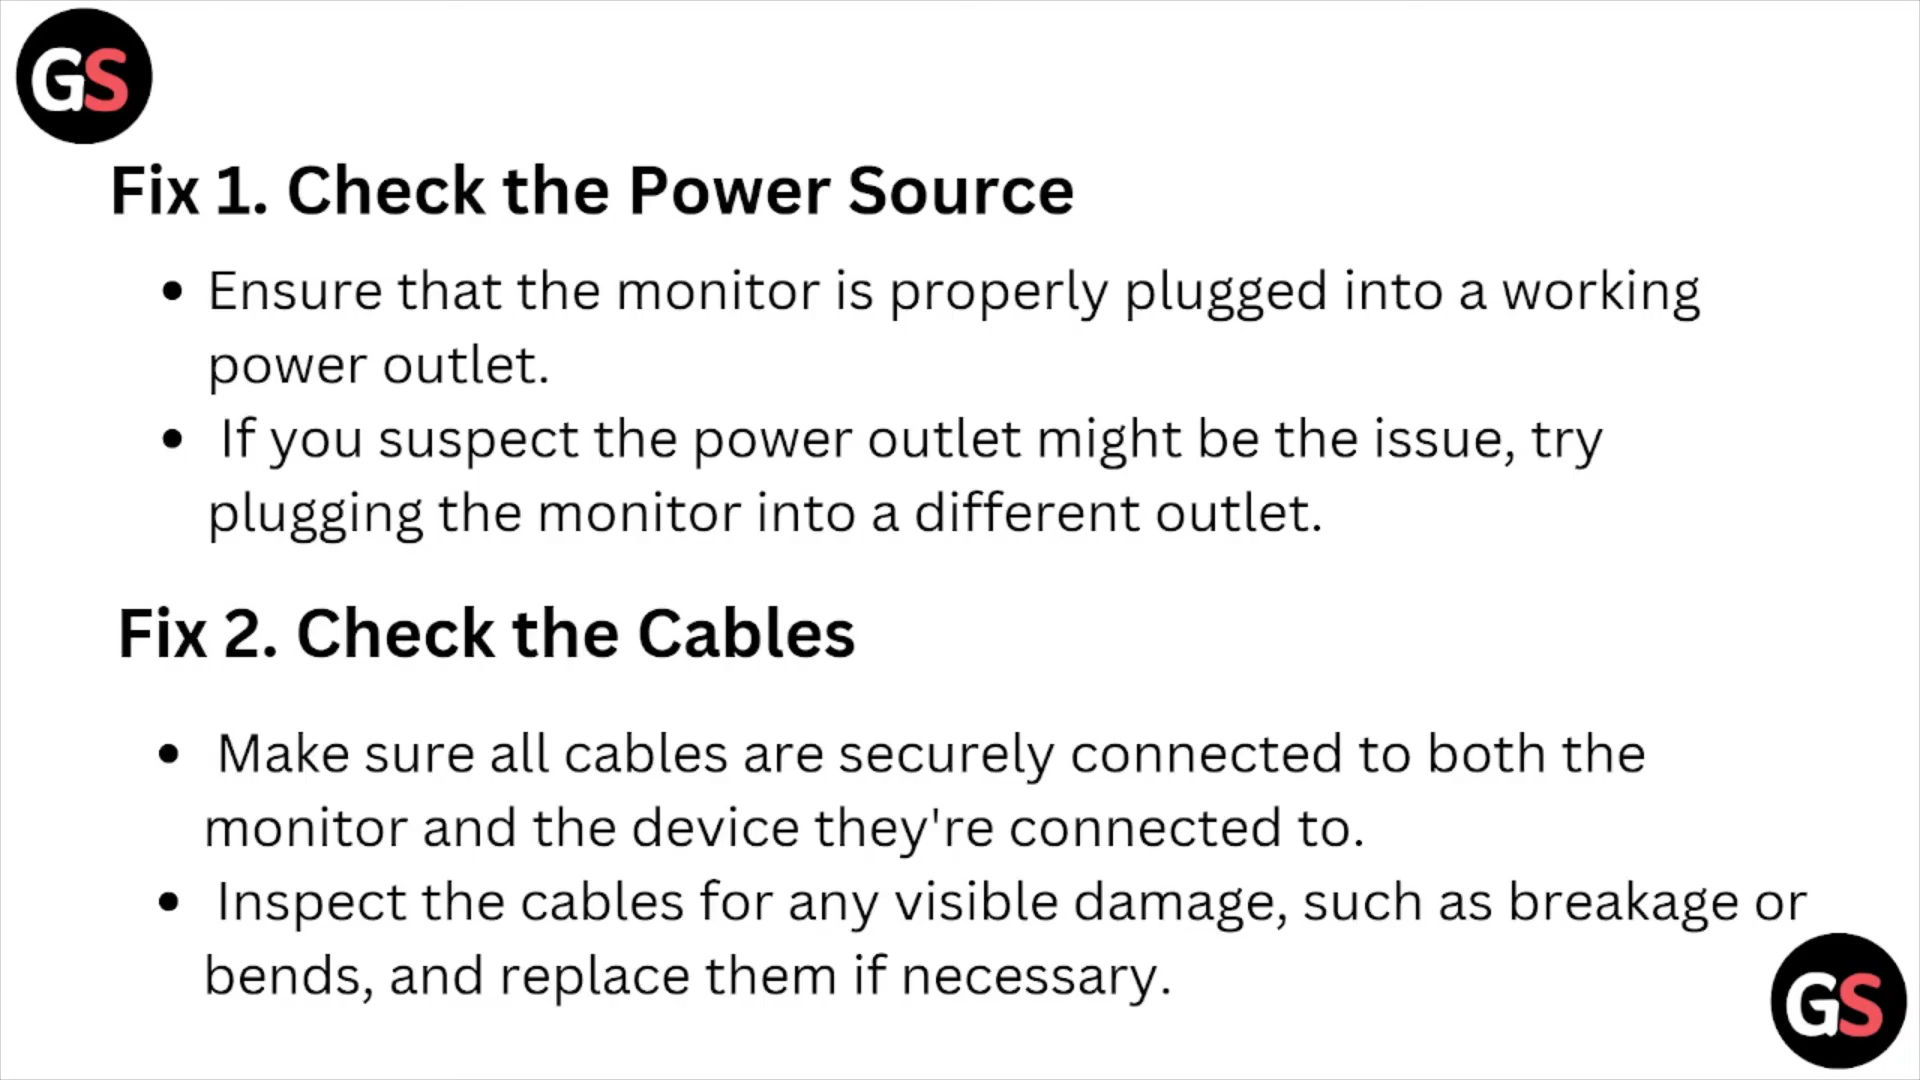 GS
Fix 1. Check the Power Source
• Ensure that the monitor is properly plugged into a working
power outlet.
• If you suspect the power outlet might be the issue, try
plugging the monitor into a different outlet.
Fix 2. Check the Cables
• Make sure all cables are securely connected to both the
monitor and the device they're connected to.
• Inspect the cables for any visible damage, such as breakage or
bends, and replace them if necessary.
GS